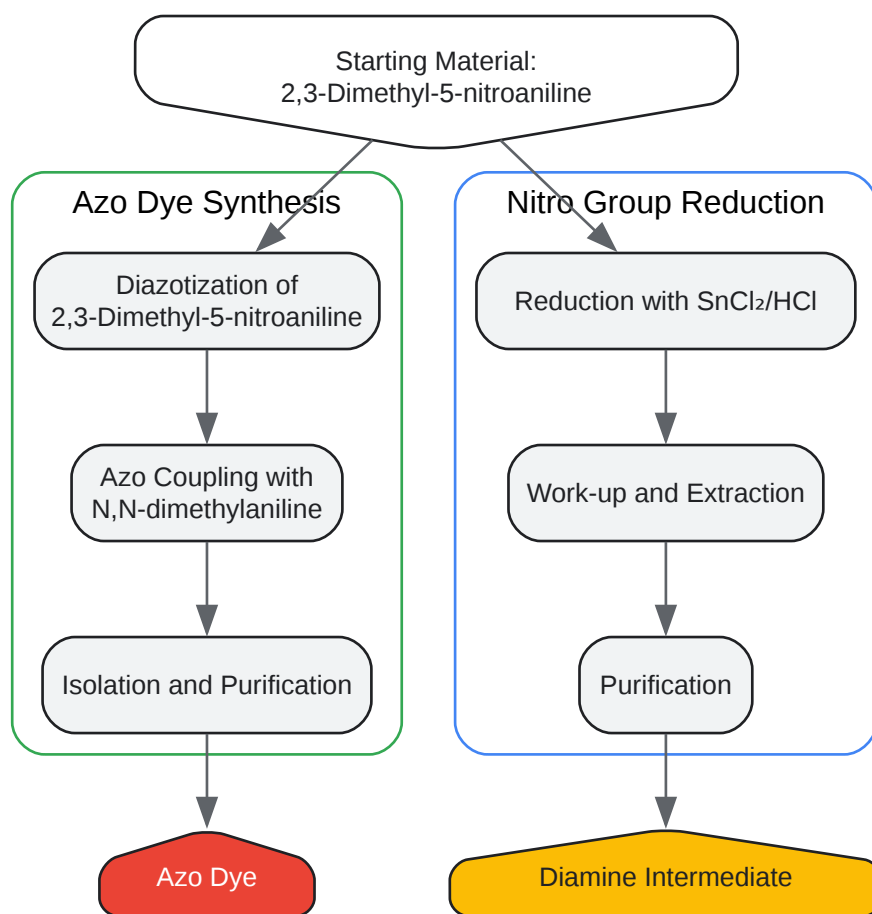 Starting Material:
2,3-Dimethyl-5-nitroaniline
Azo Dye Synthesis
Diazotization of
2,3-Dimethyl-5-nitroaniline
Azo Coupling with
N,N-dimethylaniline
Isolation and Purification
Azo Dye
Nitro Group Reduction
Reduction with SnCl₂/HCl
Work-up and Extraction
Purification
Diamine Intermediate